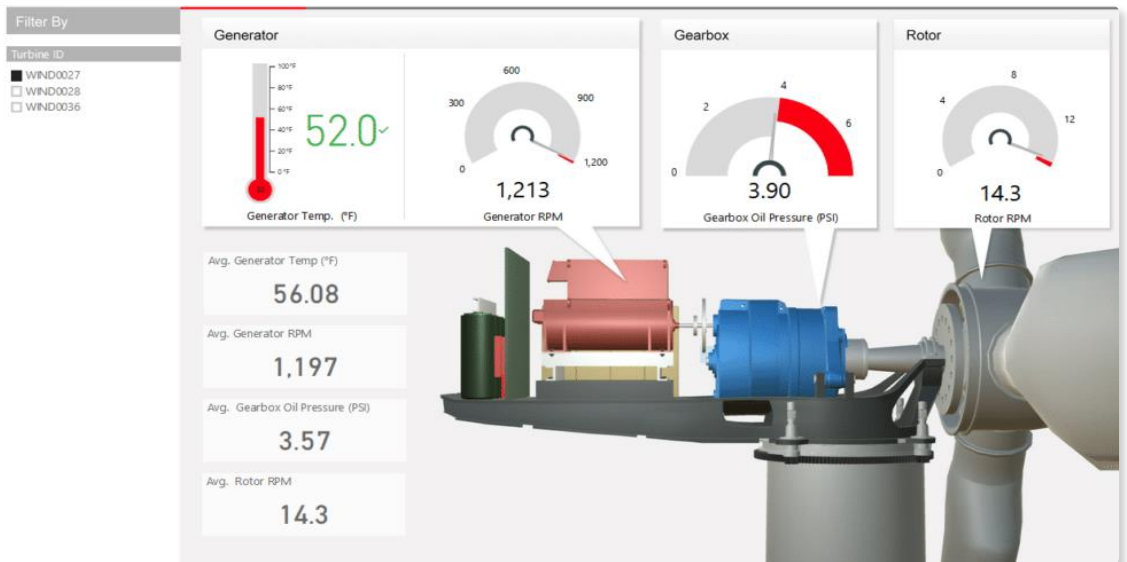 Filter By
Turbine ID
WIND0027
WIND0028
WIND0036
Generator
100°F
80°F
60°F
40°F
20°F
0°F
52.0
Generator Temp. (°F)
0
300
600
900
1,200
1,213
Generator RPM
Gearbox
0
2
4
6
3.90
Gearbox Oil Pressure (PSI)
Rotor
0
4
8
12
14.3
Rotor RPM
Avg. Generator Temp (°F)
56.08
Avg. Generator RPM
1,197
Avg. Gearbox Oil Pressure (PSI)
3.57
Avg. Rotor RPM
14.3